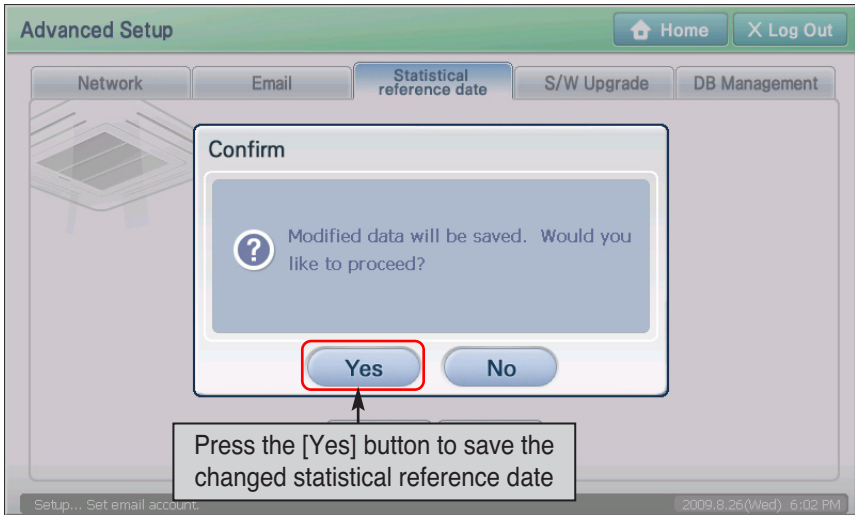 Advanced Setup
Home
X Log Out
Network
Email
Statistical
reference date
S/W Upgrade
DB Management
Confirm
?
Modified data will be saved. Would you
like to proceed?
Yes
No
Press the [Yes] button to save the
changed statistical reference date
Setup... Set email account.
2009.8.26(Wed) 6:02 PM